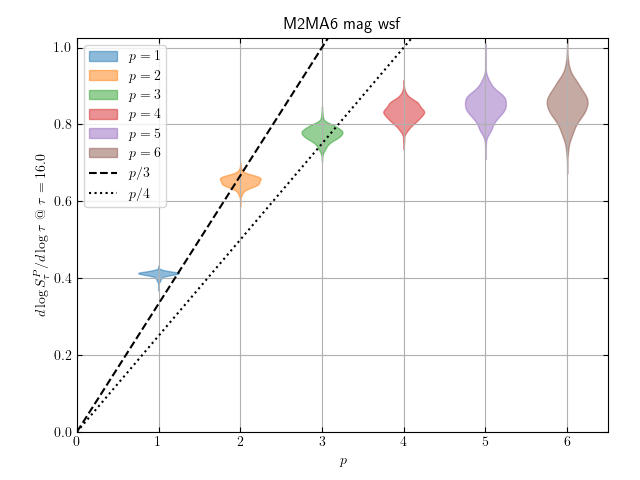 M2MA6 mag wsf
d log S_τ^P / d log τ @ τ = 16.0
1.0
0.8
0.6
0.4
0.2
0.0
p = 1
p = 2
p = 3
p = 4
p = 5
p = 6
p/3
p/4
0 1 2 3 4 5 6
p